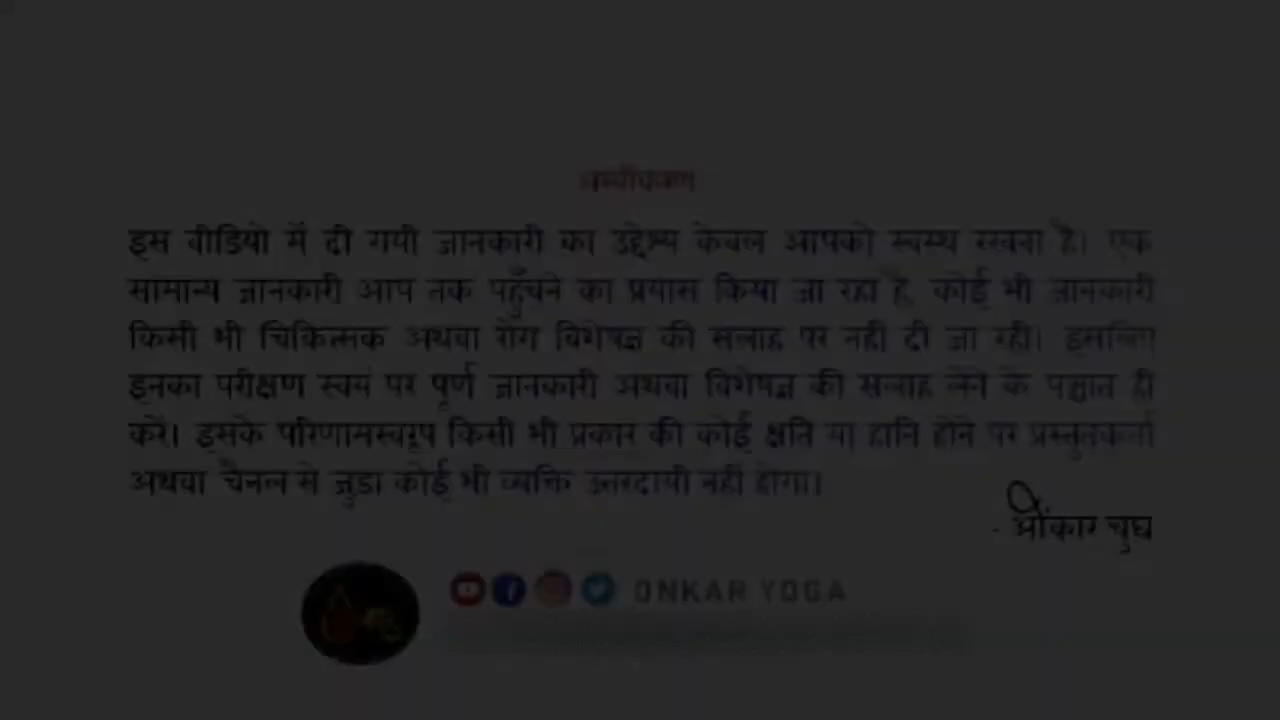 इस वीडियो में दी गयी जानकारी का उद्देश्य केवल आपको स्वस्थ रखना है। एक
सामान्य जानकारी आप तक पहुँचने का प्रयास किया जा रहा है, कोई भी जानकारी
किसी भी चिकित्सक अथवा रोग विशेषज्ञ की सलाह पर नहीं दी जा रही। इसलिए
इनका परीक्षण स्वयं पर पूर्ण जानकारी अथवा विशेषज्ञ की सलाह लेने के पश्चात ही
करें। इसके परिणामस्वरूप किसी भी प्रकार की कोई क्षति या हानि होने पर प्रस्तुतकर्ता
अथवा चैनल से जुडा कोई भी व्यक्ति उत्तरदायी नहीं होगा।
- ओंकार चुघ
ONKAR YOGA